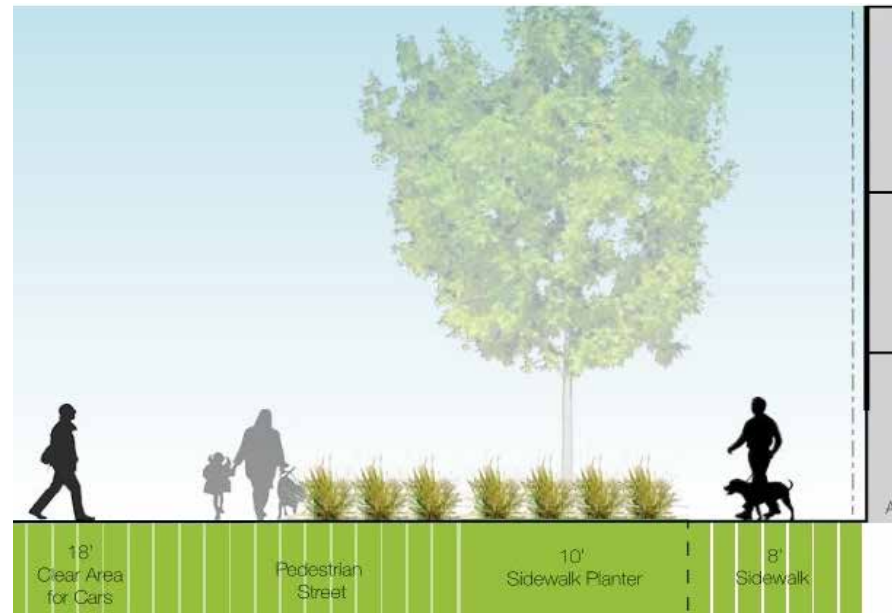 18'
Clear Area
for Cars
Pedestrian
Street
10'
Sidewalk Planter
8'
Sidewalk
A